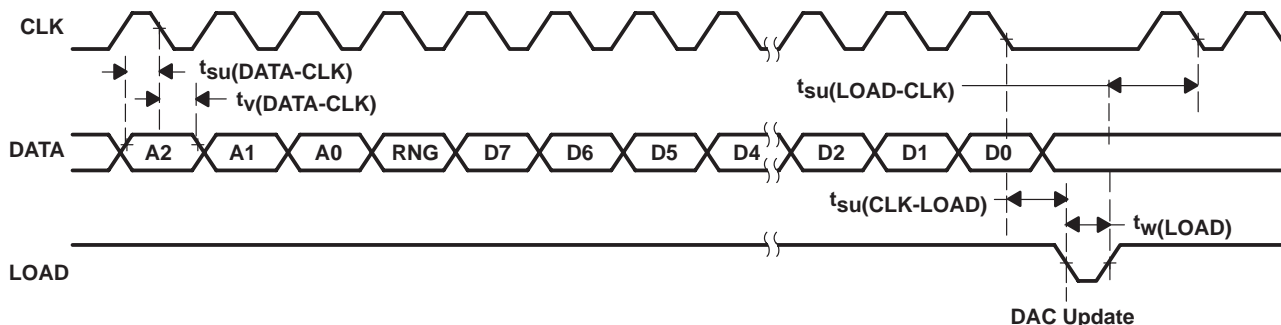 CLK
tsu(DATA-CLK)
tsu(LOAD-CLK)
tv(DATA-CLK)
DATA A2 A1 A0 RNG D7 D6 D5 D4 D2 D1 D0
tsu(CLK-LOAD)
tw(LOAD)
LOAD
DAC Update